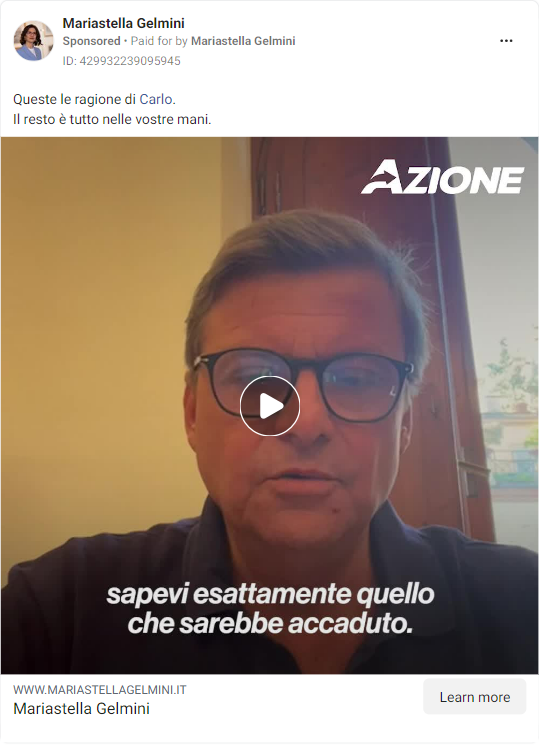 Mariastella Gelmini
Sponsored • Paid for by Mariastella Gelmini
ID: 429932239095945
Queste le ragione di Carlo.
Il resto è tutto nelle vostre mani.
AZIONE
sapevi esattamente quello
che sarebbe accaduto.
WWW.MARIASTELLAGELMINI.IT
Mariastella Gelmini
Learn more